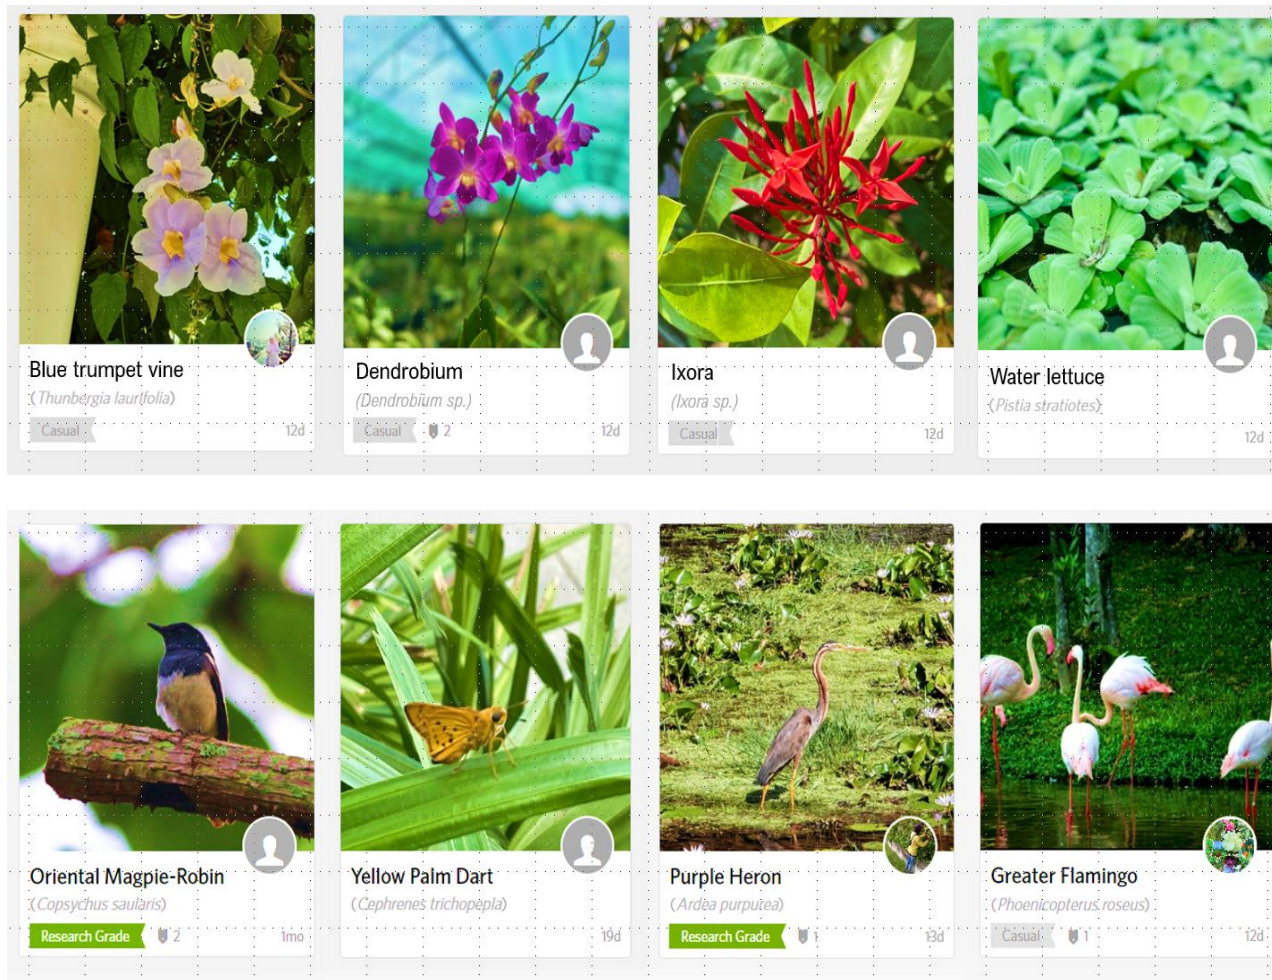 Blue trumpet vine
(Thunbergia laurifolia)
Casual 12d
Dendrobium
(Dendrobium sp.)
Casual 2 12d
Ixora
(Ixora sp.)
Casual 12d
Water lettuce
(Pistia stratiotes)
12d
Oriental Magpie-Robin
(Copsychus saularis)
Research Grade 2 1mo
Yellow Palm Dart
(Cephrenes trichopepla)
19d
Purple Heron
(Ardea purputea)
Research Grade 1 13d
Greater Flamingo
(Phoenicopterus roseus)
Casual 1 12d